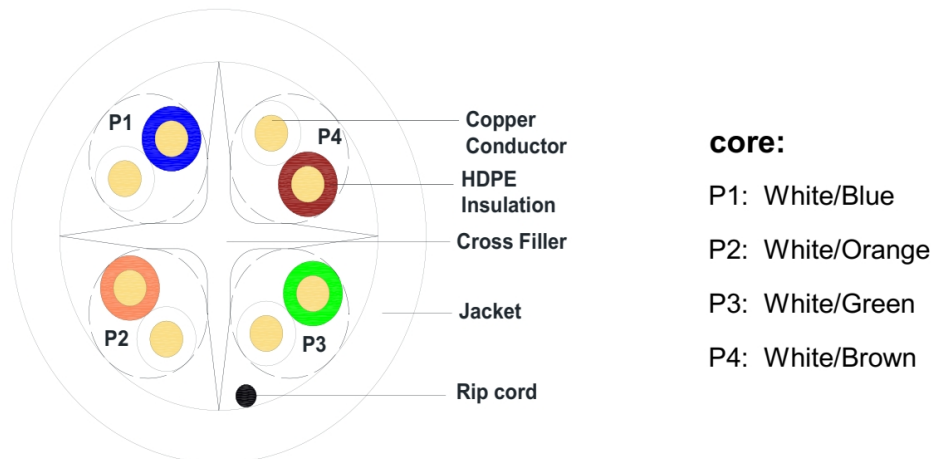 P1
P4
P2
P3
Copper
Conductor
HDPE
Insulation
Cross Filler
Jacket
Rip cord
core:
P1: White/Blue
P2: White/Orange
P3: White/Green
P4: White/Brown